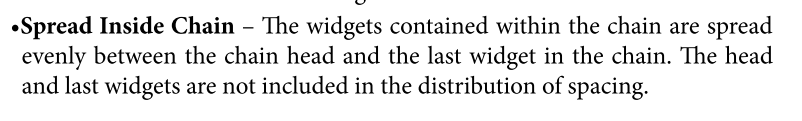 •Spread Inside Chain – The widgets contained within the chain are spread
evenly between the chain head and the last widget in the chain. The head
and last widgets are not included in the distribution of spacing.